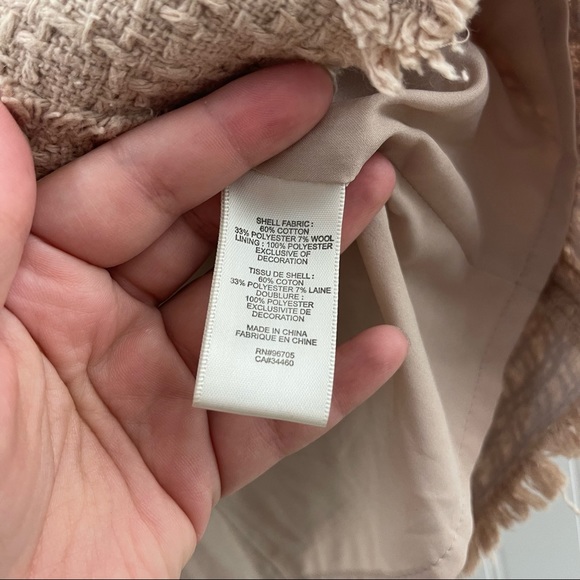 SHELL FABRIC :
60% COTTON
33% POLYESTER 7% WOOL
LINING : 100% POLYESTER
EXCLUSIVE OF
DECORATION
TISSU DE SHELL :
60% COTON
33% POLYESTER 7% LAINE
DOUBLURE :
100% POLYESTER
EXCLUSIVITE DE
DECORATION
MADE IN CHINA
FABRIQUE EN CHINE
RN#96705
CA#34460